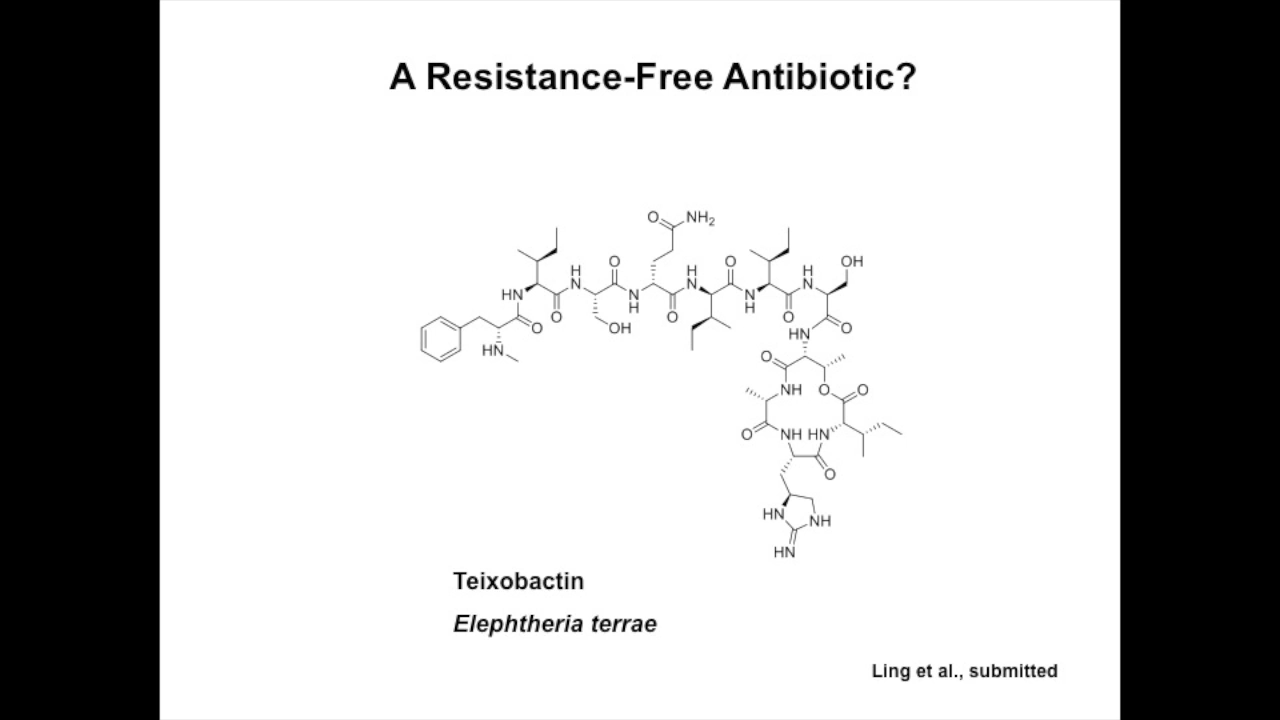 A Resistance-Free Antibiotic?
O NH2
H O H O H OH
HN N N N N
O N O H O N O O
H H
OH HN
HN O
O
NH O O
O NH HN
O
HN NH
HN
Teixobactin
Elephtheria terrae
Ling et al., submitted